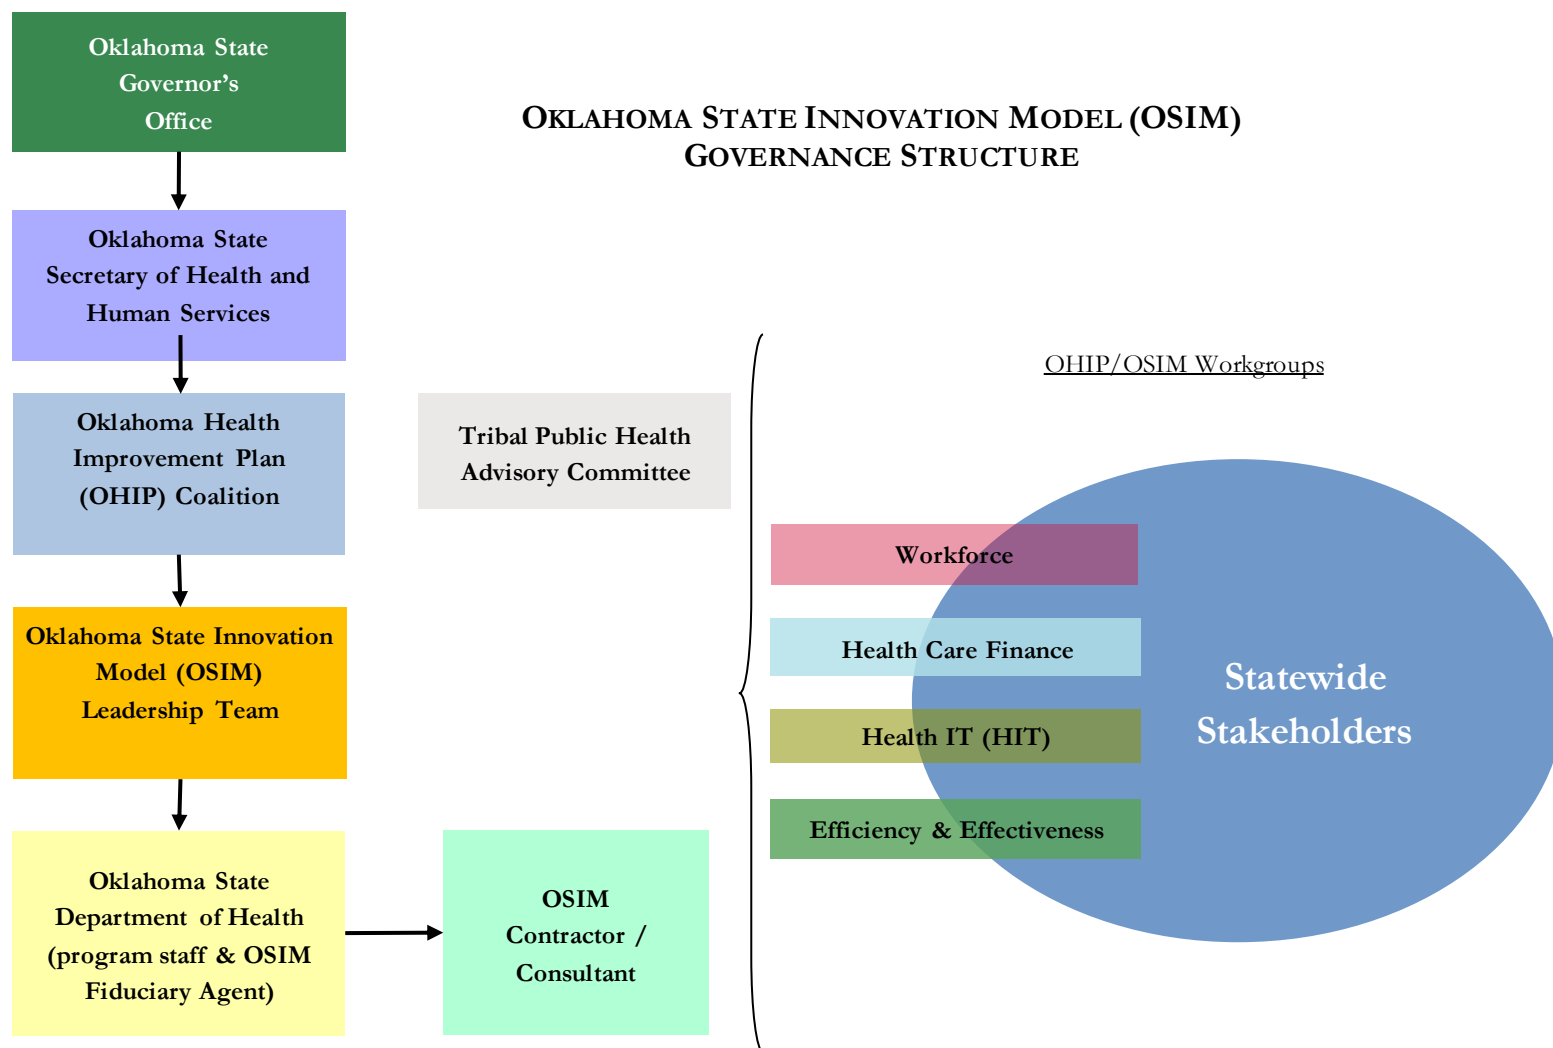 Oklahoma State
Governor's
Office
OKLAHOMA STATE INNOVATION MODEL (OSIM)
GOVERNANCE STRUCTURE
Oklahoma State
Secretary of Health and
Human Services
Oklahoma Health
Improvement Plan
(OHIP) Coalition
Tribal Public Health
Advisory Committee
Oklahoma State Innovation
Model (OSIM)
Leadership Team
Oklahoma State
Department of Health
(program staff & OSIM
Fiduciary Agent)
OSIM
Contractor /
Consultant
OHIP/OSIM Workgroups
Workforce
Health Care Finance
Health IT (HIT)
Efficiency & Effectiveness
Statewide
Stakeholders